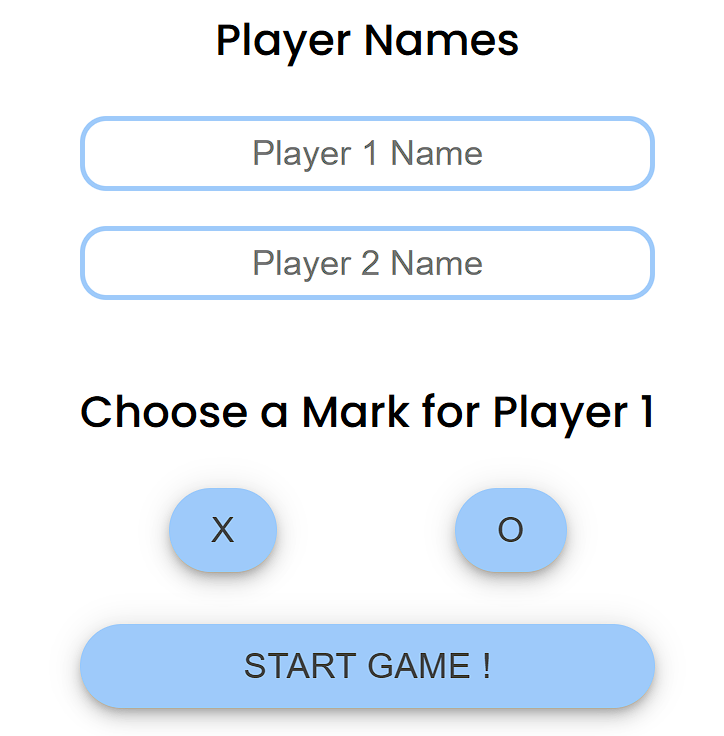 Player Names
Player 1 Name
Player 2 Name
Choose a Mark for Player 1
X O
START GAME !